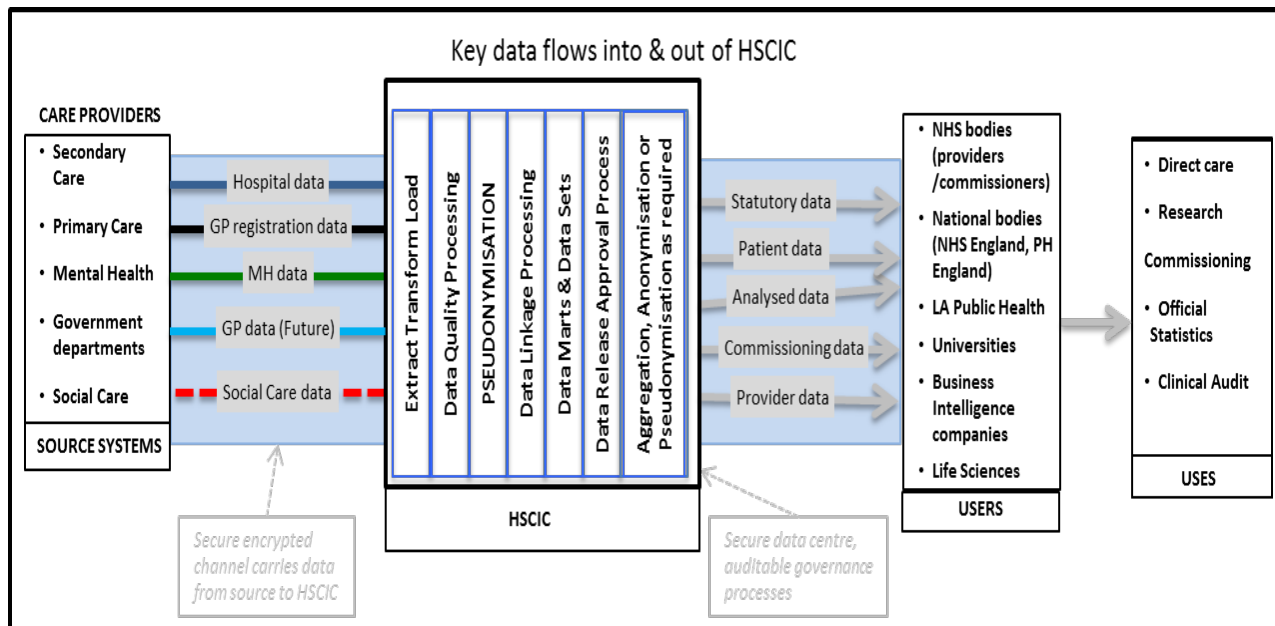 Key data flows into & out of HSCIC
CARE PROVIDERS
• Secondary
Care
• Primary Care
• Mental Health
• Government
departments
• Social Care
SOURCE SYSTEMS
Hospital data
GP registration data
MH data
GP data (Future)
Social Care data
Secure encrypted
channel carries data
from source to HSCIC
Extract Transform Load
Data Quality Processing
PSEUDONYMISATION
Data Linkage Processing
Data Marts & Data Sets
Data Release Approval Process
Aggregation, Anonymisation or
Pseudonymisation as required
HSCIC
Statutory data
Patient data
Analysed data
Commissioning data
Provider data
Secure data centre,
auditable governance
processes
• NHS bodies
(providers
/commissioners)
• National bodies
(NHS England, PH
England)
• LA Public Health
• Universities
• Business
Intelligence
companies
• Life Sciences
USERS
• Direct care
• Research
Commissioning
• Official
Statistics
• Clinical Audit
USES